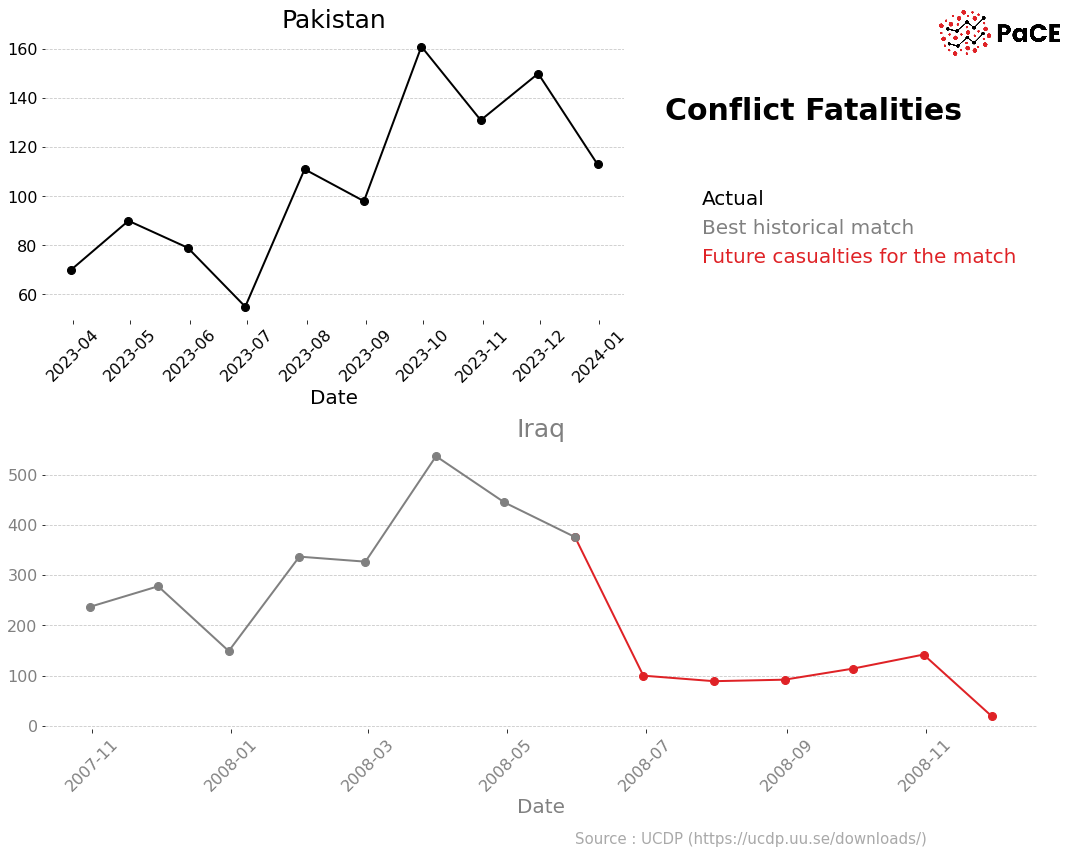 Pakistan
PaCE
160
140
120
100
80
60
2023-04
2023-05
2023-06
2023-07
2023-08
2023-09
2023-10
2023-11
2023-12
2024-01
Date
Conflict Fatalities
Actual
Best historical match
Future casualties for the match
Iraq
500
400
300
200
100
0
2007-11
2008-01
2008-03
2008-05
2008-07
2008-09
2008-11
Date
Source : UCDP (https://ucdp.uu.se/downloads/)